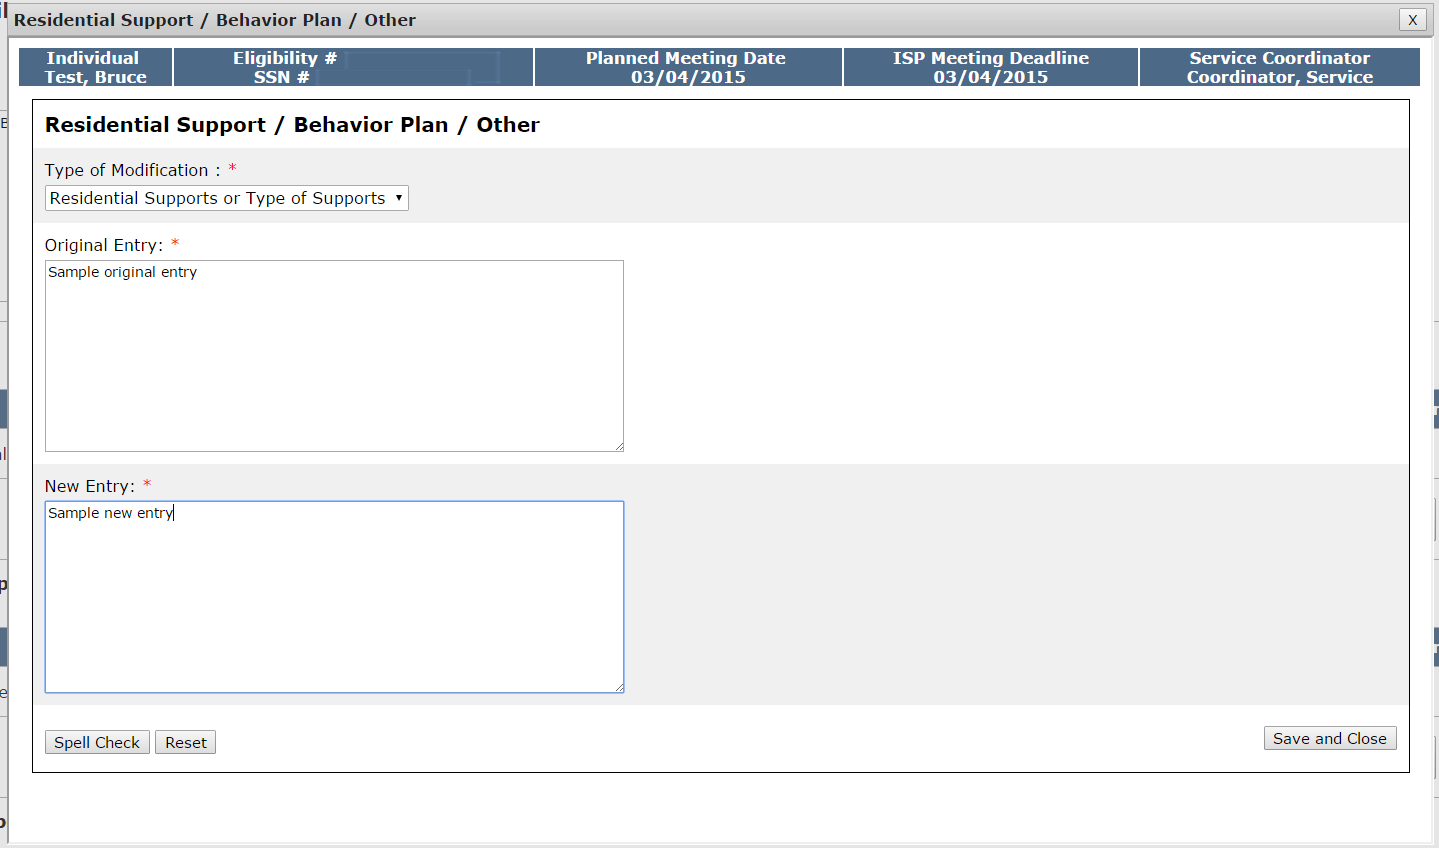 Residential Support / Behavior Plan / Other
X
Individual
Test, Bruce
Eligibility #
SSN #
Planned Meeting Date
03/04/2015
ISP Meeting Deadline
03/04/2015
Service Coordinator
Coordinator, Service
Residential Support / Behavior Plan / Other
Type of Modification : *
Residential Supports or Type of Supports
Original Entry: *
Sample original entry
New Entry: *
Sample new entry
Spell Check
Reset
Save and Close